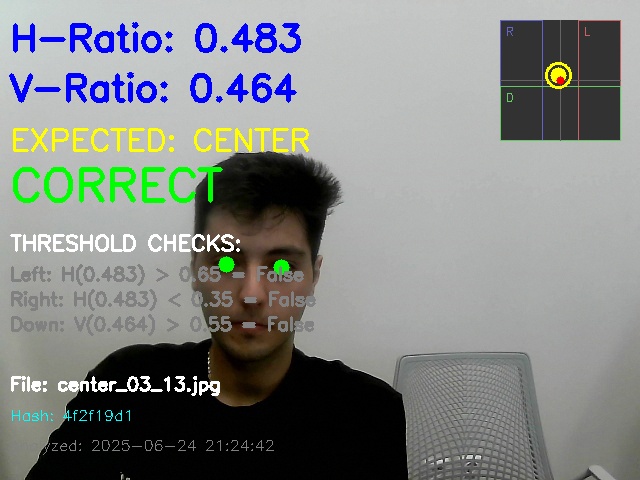 H-Ratio: 0.483
V-Ratio: 0.464
EXPECTED: CENTER
CORRECT
THRESHOLD CHECKS:
Left: H(0.483) > 0.65 = False
Right: H(0.483) < 0.35 = False
Down: V(0.464) > 0.55 = False
File: center_03_13.jpg
Hash: 4f2f19d1
yzed: 2025-06-24 21:24:42
R L
D